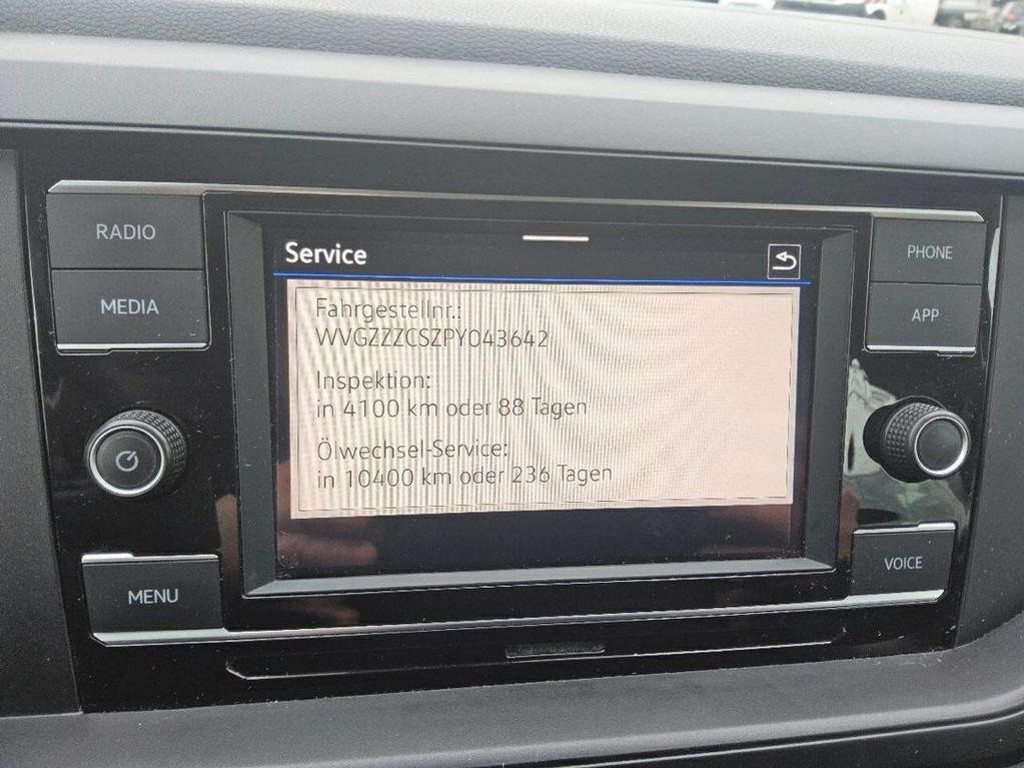 RADIO
MEDIA
MENU
Service
Fahrgestellnr.:
WVGZZZCSZPY043642
Inspektion:
in 4100 km oder 88 Tagen
Ölwechsel-Service:
in 10400 km oder 236 Tagen
PHONE
APP
VOICE